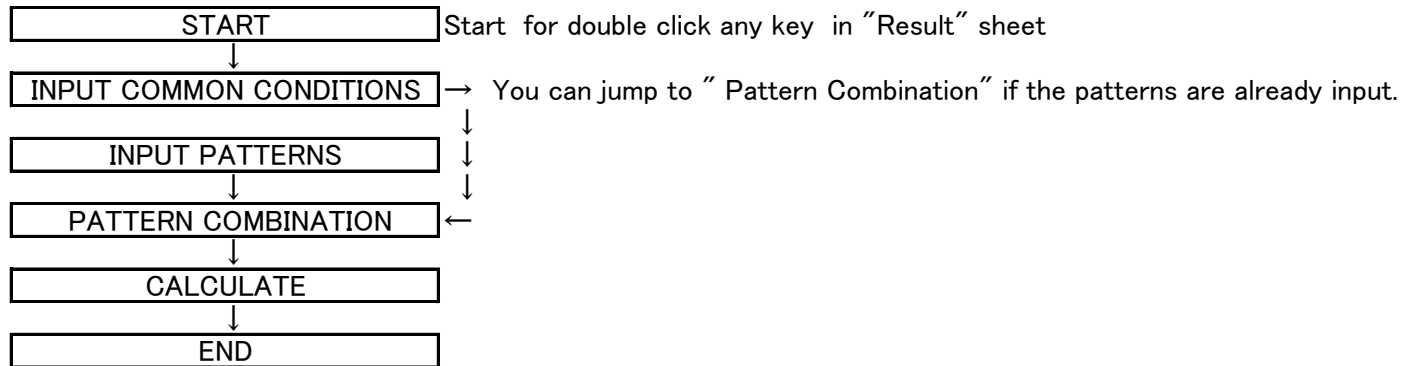 START Start for double click any key in "Result" sheet
↓
INPUT COMMON CONDITIONS → You can jump to " Pattern Combination" if the patterns are already input.
↓
INPUT PATTERNS ↓
↓ ↓
PATTERN COMBINATION ←
↓
CALCULATE
↓
END